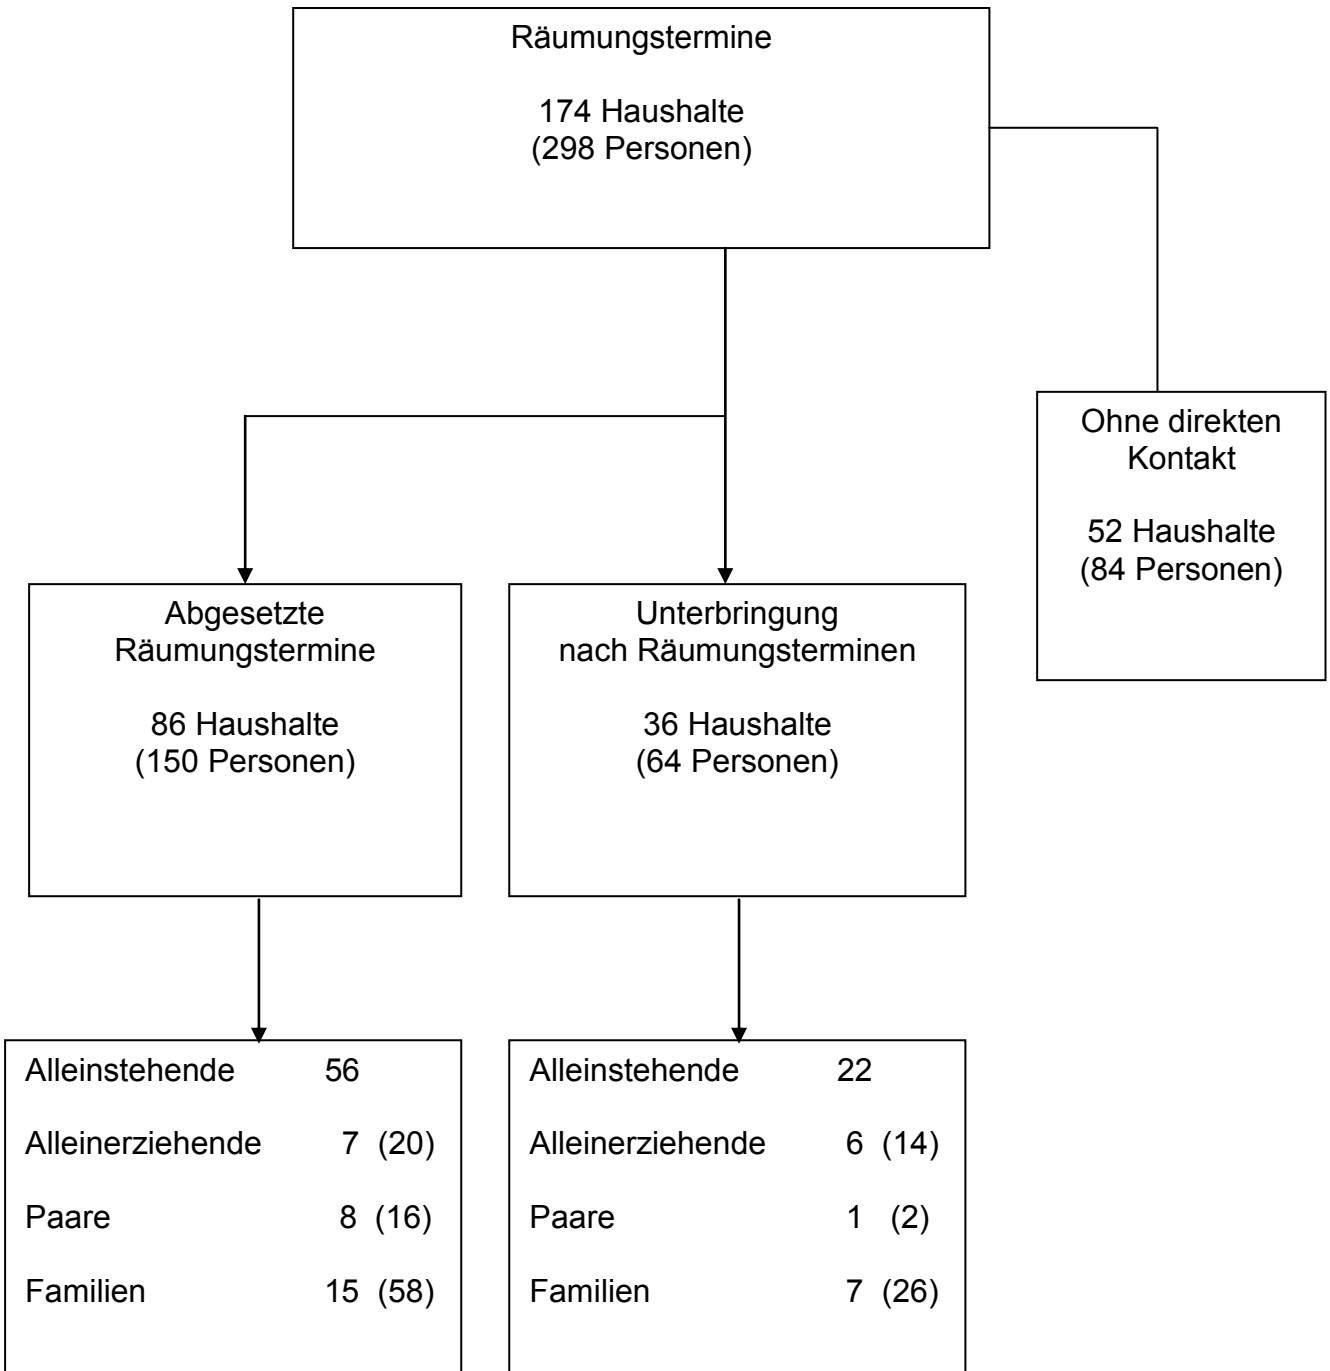 Räumungstermine
174 Haushalte
(298 Personen)
Ohne direkten
Kontakt
52 Haushalte
(84 Personen)
Abgesetzte
Räumungstermine
86 Haushalte
(150 Personen)
Unterbringung
nach Räumungsterminen
36 Haushalte
(64 Personen)
Alleinstehende 56
Alleinerziehende 7 (20)
Paare 8 (16)
Familien 15 (58)
Alleinstehende 22
Alleinerziehende 6 (14)
Paare 1 (2)
Familien 7 (26)